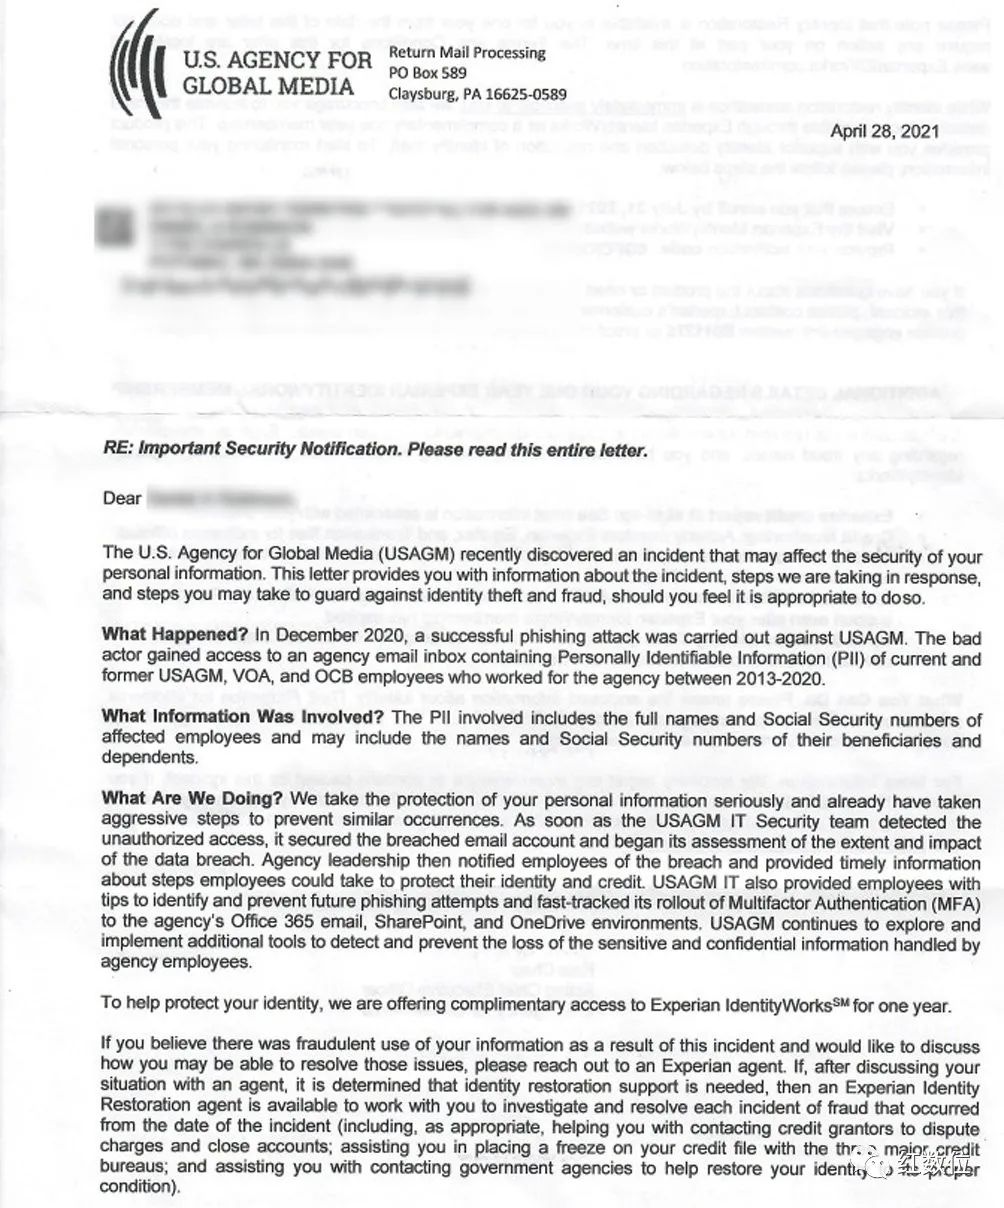 U.S. AGENCY FOR
GLOBAL MEDIA
Return Mail Processing
PO Box 589
Claysburg, PA 16625-0589
April 28, 2021
RE: Important Security Notification. Please read this entire letter.
Dear
The U.S. Agency for Global Media (USAGM) recently discovered an incident that may affect the security of your
personal information. This letter provides you with information about the incident, steps we are taking in response,
and steps you may take to guard against identity theft and fraud, should you feel it is appropriate to doso.
What Happened? In December 2020, a successful phishing attack was carried out against USAGM. The bad
actor gained access to an agency email inbox containing Personally Identifiable Information (PII) of current and
former USAGM, VOA, and OCB employees who worked for the agency between 2013-2020.
What Information Was Involved? The PII involved includes the full names and Social Security numbers of
affected employees and may include the names and Social Security numbers of their beneficiaries and
dependents.
What Are We Doing? We take the protection of your personal information seriously and already have taken
aggressive steps to prevent similar occurrences. As soon as the USAGM IT Security team detected the
unauthorized access, it secured the breached email account and began its assessment of the extent and impact
of the data breach. Agency leadership then notified employees of the breach and provided timely information
about steps employees could take to protect their identity and credit. USAGM IT also provided employees with
tips to identify and prevent future phishing attempts and fast-tracked its rollout of Multifactor Authentication (MFA)
to the agency's Office 365 email, SharePoint, and OneDrive environments. USAGM continues to explore and
implement additional tools to detect and prevent the loss of the sensitive and confidential information handled by
agency employees.
To help protect your identity, we are offering complimentary access to Experian IdentityWorks℠ for one year.
If you believe there was fraudulent use of your information as a result of this incident and would like to discuss
how you may be able to resolve those issues, please reach out to an Experian agent. If, after discussing your
situation with an agent, it is determined that identity restoration support is needed, then an Experian Identity
Restoration agent is available to work with you to investigate and resolve each incident of fraud that occurred
from the date of the incident (including, as appropriate, helping you with contacting credit grantors to dispute
charges and close accounts; assisting you in placing a freeze on your credit file with the three major credit
bureaus; and assisting you with contacting government agencies to help restore your identity to its proper
condition).
红数位